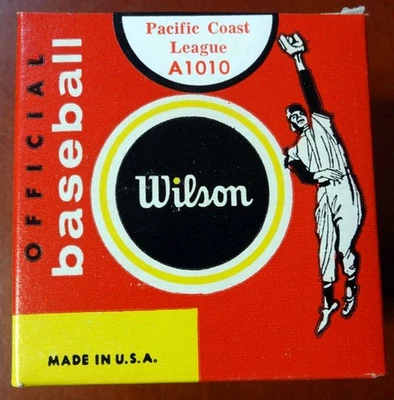 Pacific Coast
League
A1010
OFFICIAL
baseball
Wilson
MADE IN U.S.A.